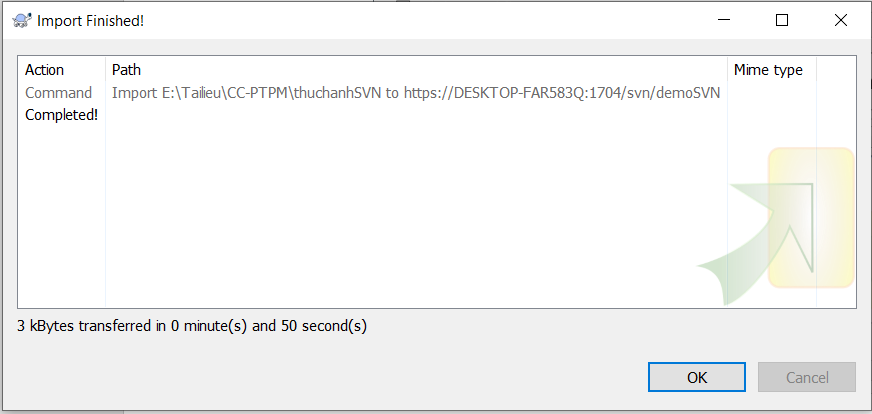 Import Finished!
Action Path Mime type
Command Import E:\Tailieu\CC-PTPM\thuchanhSVN to https://DESKTOP-FAR583Q:1704/svn/demoSVN
Completed!
3 kBytes transferred in 0 minute(s) and 50 second(s)
OK Cancel